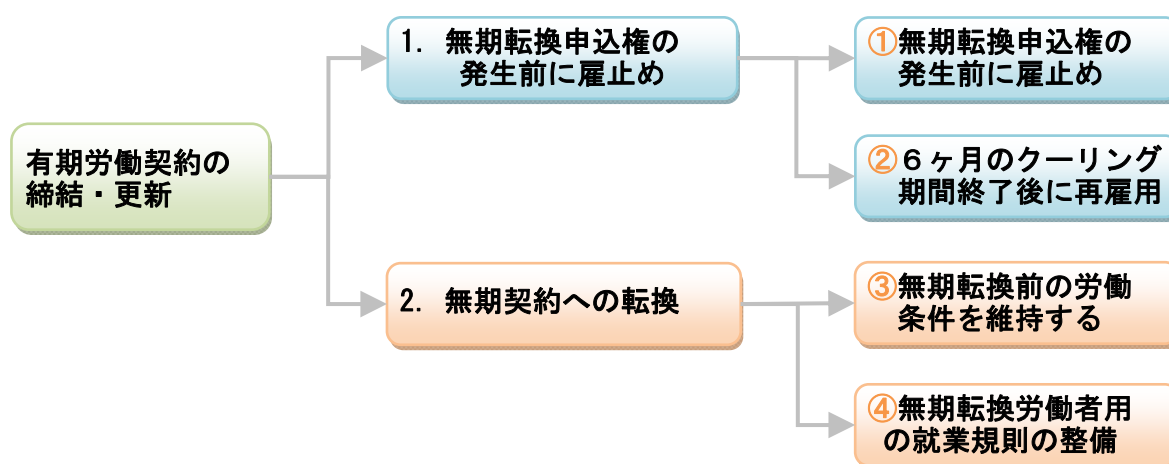 有期労働契約の
締結・更新
1. 無期転換申込権の
発生前に雇止め
①無期転換申込権の
発生前に雇止め
②６ヶ月のクーリング
期間終了後に再雇用
2. 無期契約への転換
③無期転換前の労働
条件を維持する
④無期転換労働者用
の就業規則の整備